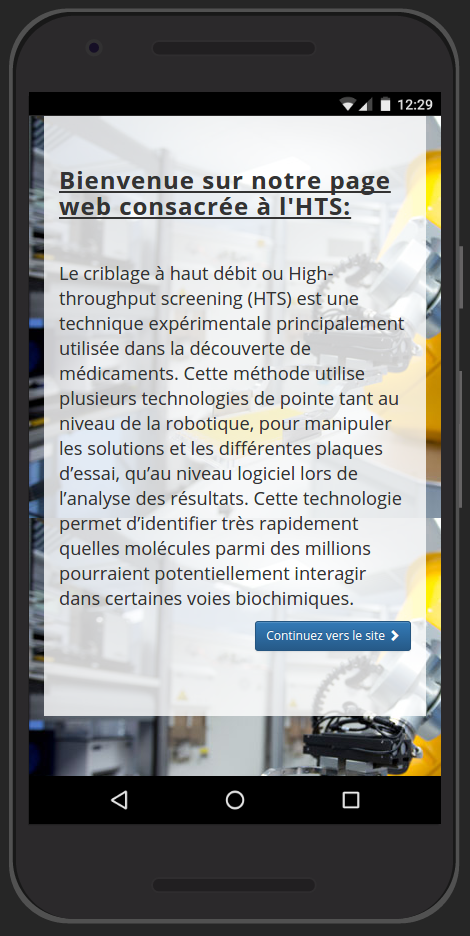 12:29
Bienvenue sur notre page
web consacrée à l'HTS:
Le criblage à haut débit ou High-
throughput screening (HTS) est une
technique expérimentale principalement
utilisée dans la découverte de
médicaments. Cette méthode utilise
plusieurs technologies de pointe tant au
niveau de la robotique, pour manipuler
les solutions et les différentes plaques
d’essai, qu’au niveau logiciel lors de
l’analyse des résultats. Cette technologie
permet d’identifier très rapidement
quelles molécules parmi des millions
pourraient potentiellement interagir
dans certaines voies biochimiques.
Continuez vers le site